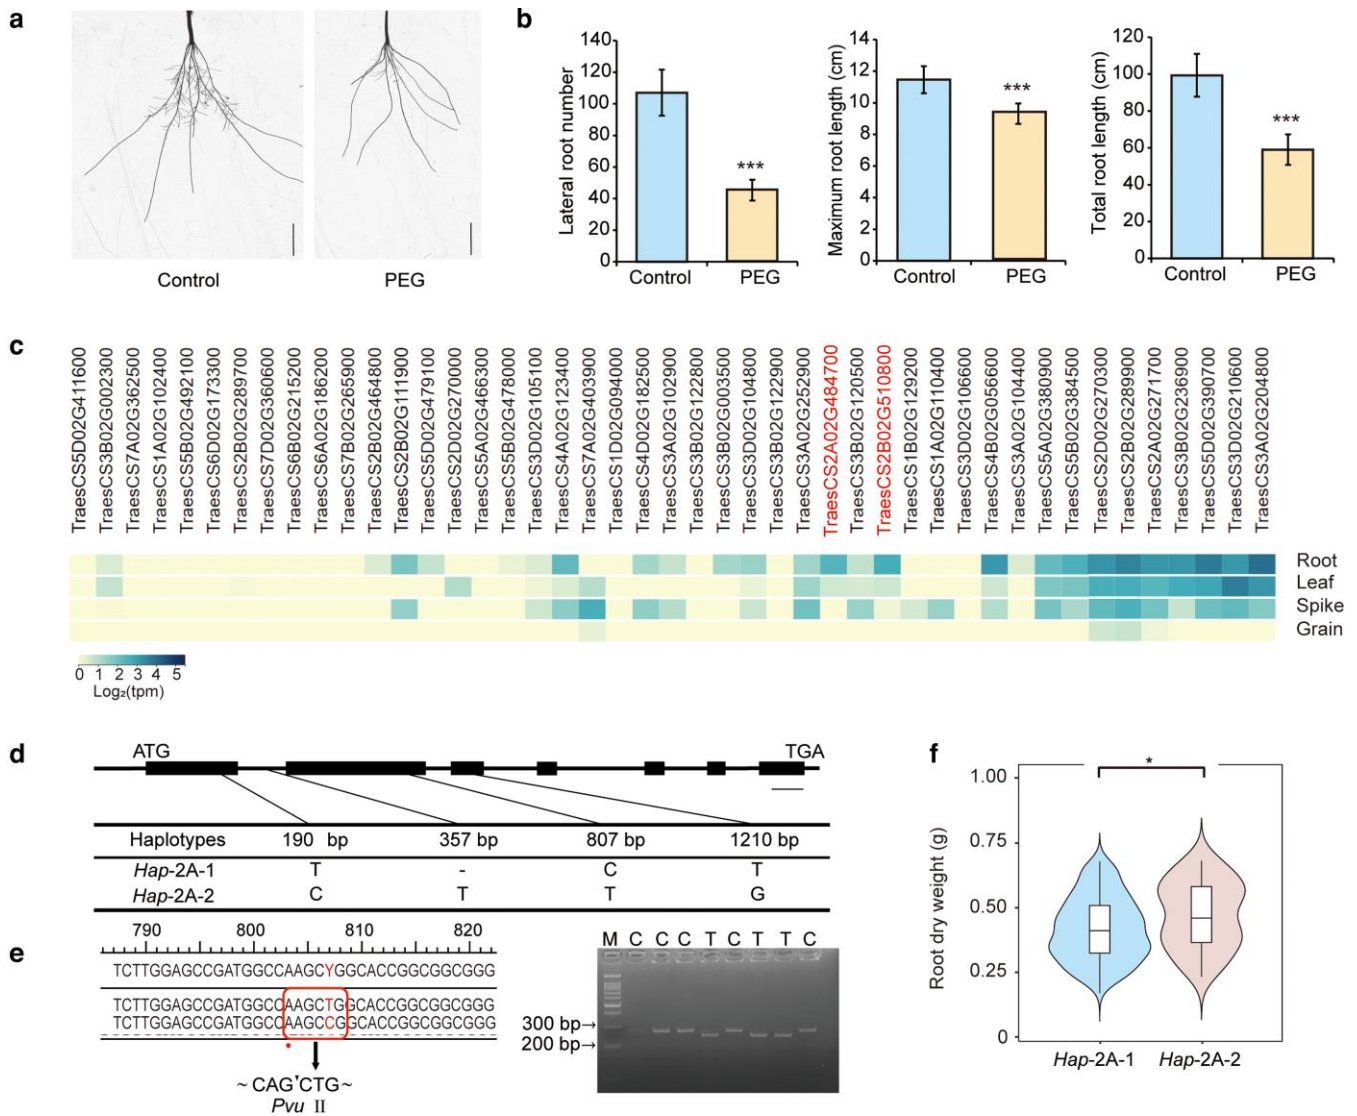 a
Control
PEG
b
Lateral root number
140
120
100
80
60
40
20
0
***
Control
PEG
Maximum root length (cm)
14
12
10
8
6
4
2
0
***
Control
PEG
Total root length (cm)
120
100
80
60
40
20
0
***
Control
PEG
c
TraesCS5D02G411600
TraesCS3B02G002300
TraesCS7A02G362500
TraesCS1A02G102400
TraesCS5B02G492100
TraesCS6D02G173300
TraesCS2B02G289700
TraesCS7D02G360600
TraesCS6B02G215200
TraesCS6A02G186200
TraesCS7B02G265900
TraesCS2B02G464800
TraesCS2B02G111900
TraesCS5D02G479100
TraesCS2D02G270000
TraesCS5A02G466300
TraesCS5B02G478000
TraesCS3D02G105100
TraesCS4A02G123400
TraesCS7A02G403900
TraesCS1D02G094000
TraesCS4D02G182500
TraesCS3A02G102900
TraesCS3B02G122800
TraesCS3B02G003500
TraesCS3D02G104800
TraesCS3B02G122900
TraesCS3A02G252900
TraesCS2A02G484700
TraesCS3B02G120500
TraesCS2B02G510800
TraesCS1B02G129200
TraesCS1A02G110400
TraesCS3D02G106600
TraesCS4B02G056600
TraesCS3A02G104400
TraesCS5A02G380900
TraesCS5B02G384500
TraesCS2D02G270300
TraesCS2B02G289900
TraesCS2A02G271700
TraesCS3B02G236900
TraesCS5D02G390700
TraesCS3D02G210600
TraesCS3A02G204800
Root
Leaf
Spike
Grain
0 1 2 3 4 5
Log₂(tpm)
d
ATG
TGA
Haplotypes 190 bp 357 bp 807 bp 1210 bp
Hap-2A-1 T - C T
Hap-2A-2 C T T G
e
790 800 810 820
TCTTGGAGCCGATGGCCAAGCYGGCACCGGCGGCGGG
TCTTGGAGCCGATGGCCAAGCTGGCACCGGCGGCGGG
TCTTGGAGCCGATGGCCAAGCCGGCACCGGCGGCGGG
~ CAG▾CTG ~
Pvu II
M C C C T C T T C
300 bp→
200 bp→
f
Root dry weight (g)
1.00
0.75
0.50
0.25
0
*
Hap-2A-1
Hap-2A-2